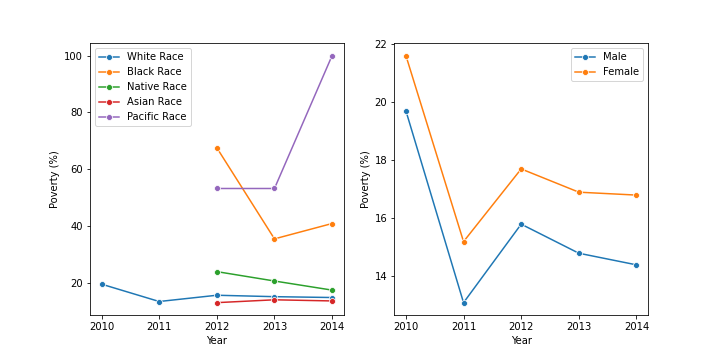 White Race
Black Race
Native Race
Asian Race
Pacific Race
100
80
60
40
20
Poverty (%)
2010 2011 2012 2013 2014
Year
Male
Female
22
20
18
16
14
Poverty (%)
2010 2011 2012 2013 2014
Year